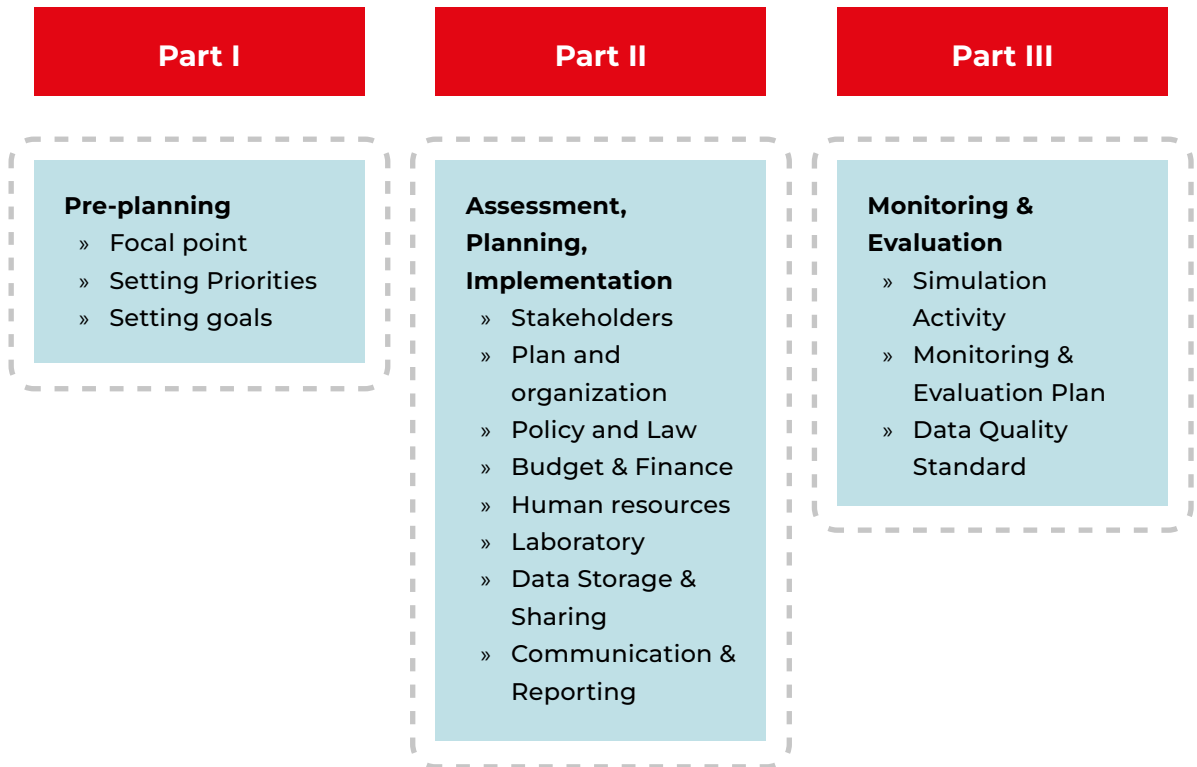 Part I
Pre-planning
» Focal point
» Setting Priorities
» Setting goals
Part II
Assessment,
Planning,
Implementation
» Stakeholders
» Plan and
organization
» Policy and Law
» Budget & Finance
» Human resources
» Laboratory
» Data Storage &
Sharing
» Communication &
Reporting
Part III
Monitoring &
Evaluation
» Simulation
Activity
» Monitoring &
Evaluation Plan
» Data Quality
Standard